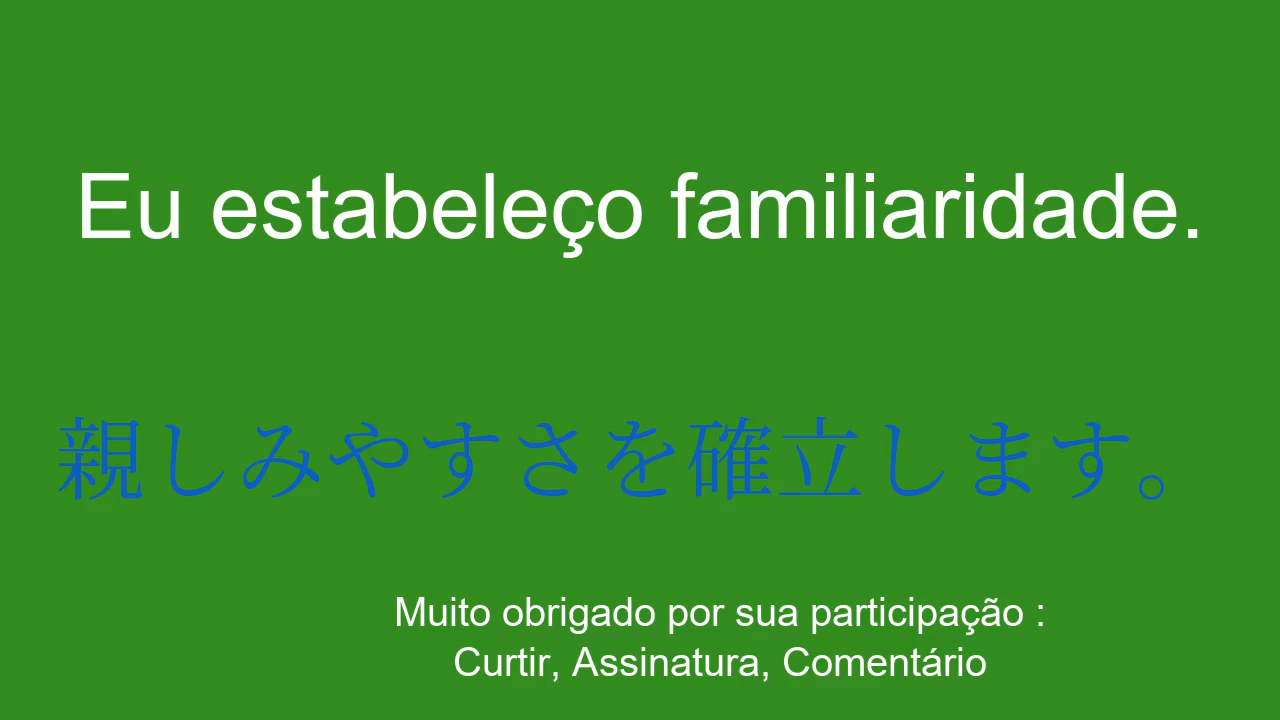 Eu estabeleço familiaridade.
親しみやすさを確立します。
Muito obrigado por sua participação :
Curtir, Assinatura, Comentário